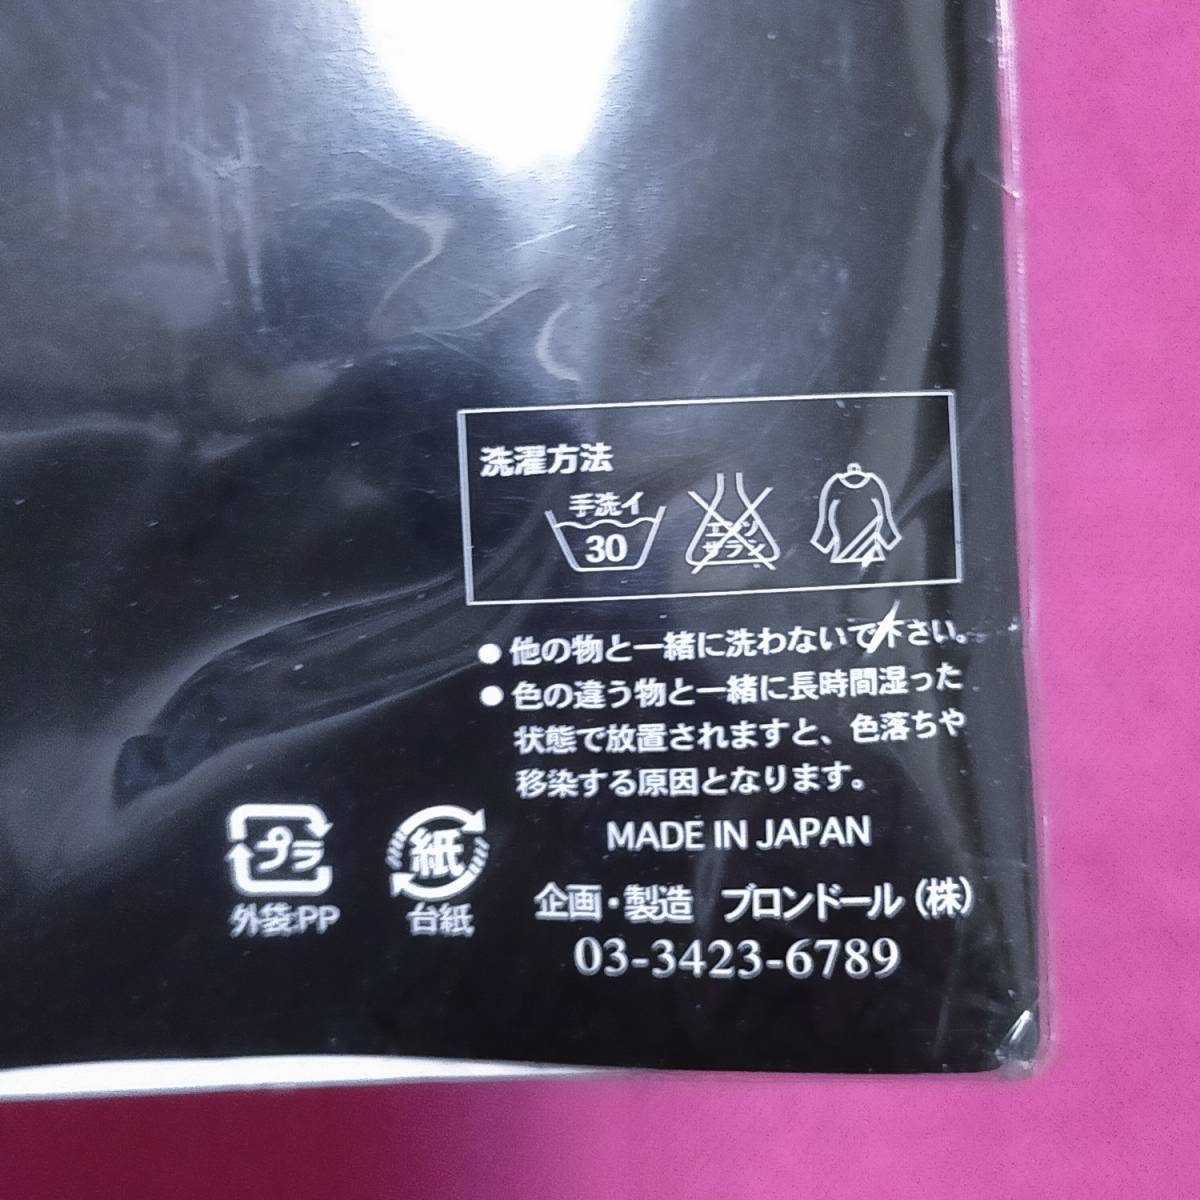 洗濯方法
手洗イ
30
エンソ
サラシ
●他の物と一緒に洗わないで下さい。
●色の違う物と一緒に長時間湿った
状態で放置されますと、色落ちや
移染する原因となります。
MADE IN JAPAN
プラ
外袋:PP
紙
台紙
企画・製造　ブロンドール(株)
03-3423-6789